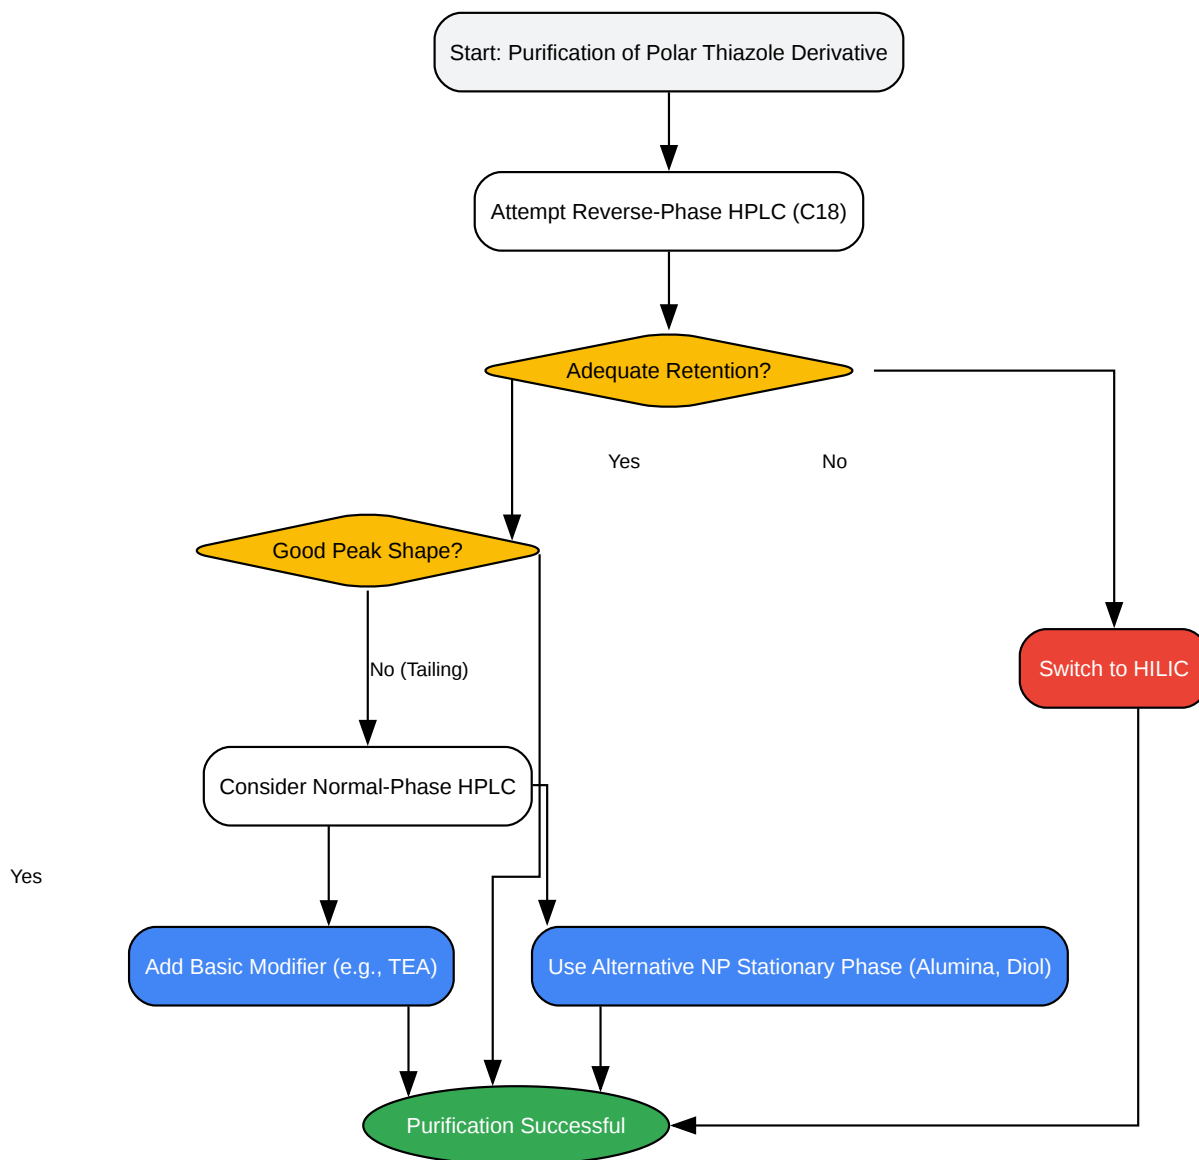 Start: Purification of Polar Thiazole Derivative
Attempt Reverse-Phase HPLC (C18)
Adequate Retention?
Yes
No
Good Peak Shape?
No (Tailing)
Switch to HILIC
Consider Normal-Phase HPLC
Yes
Add Basic Modifier (e.g., TEA)
Use Alternative NP Stationary Phase (Alumina, Diol)
Purification Successful